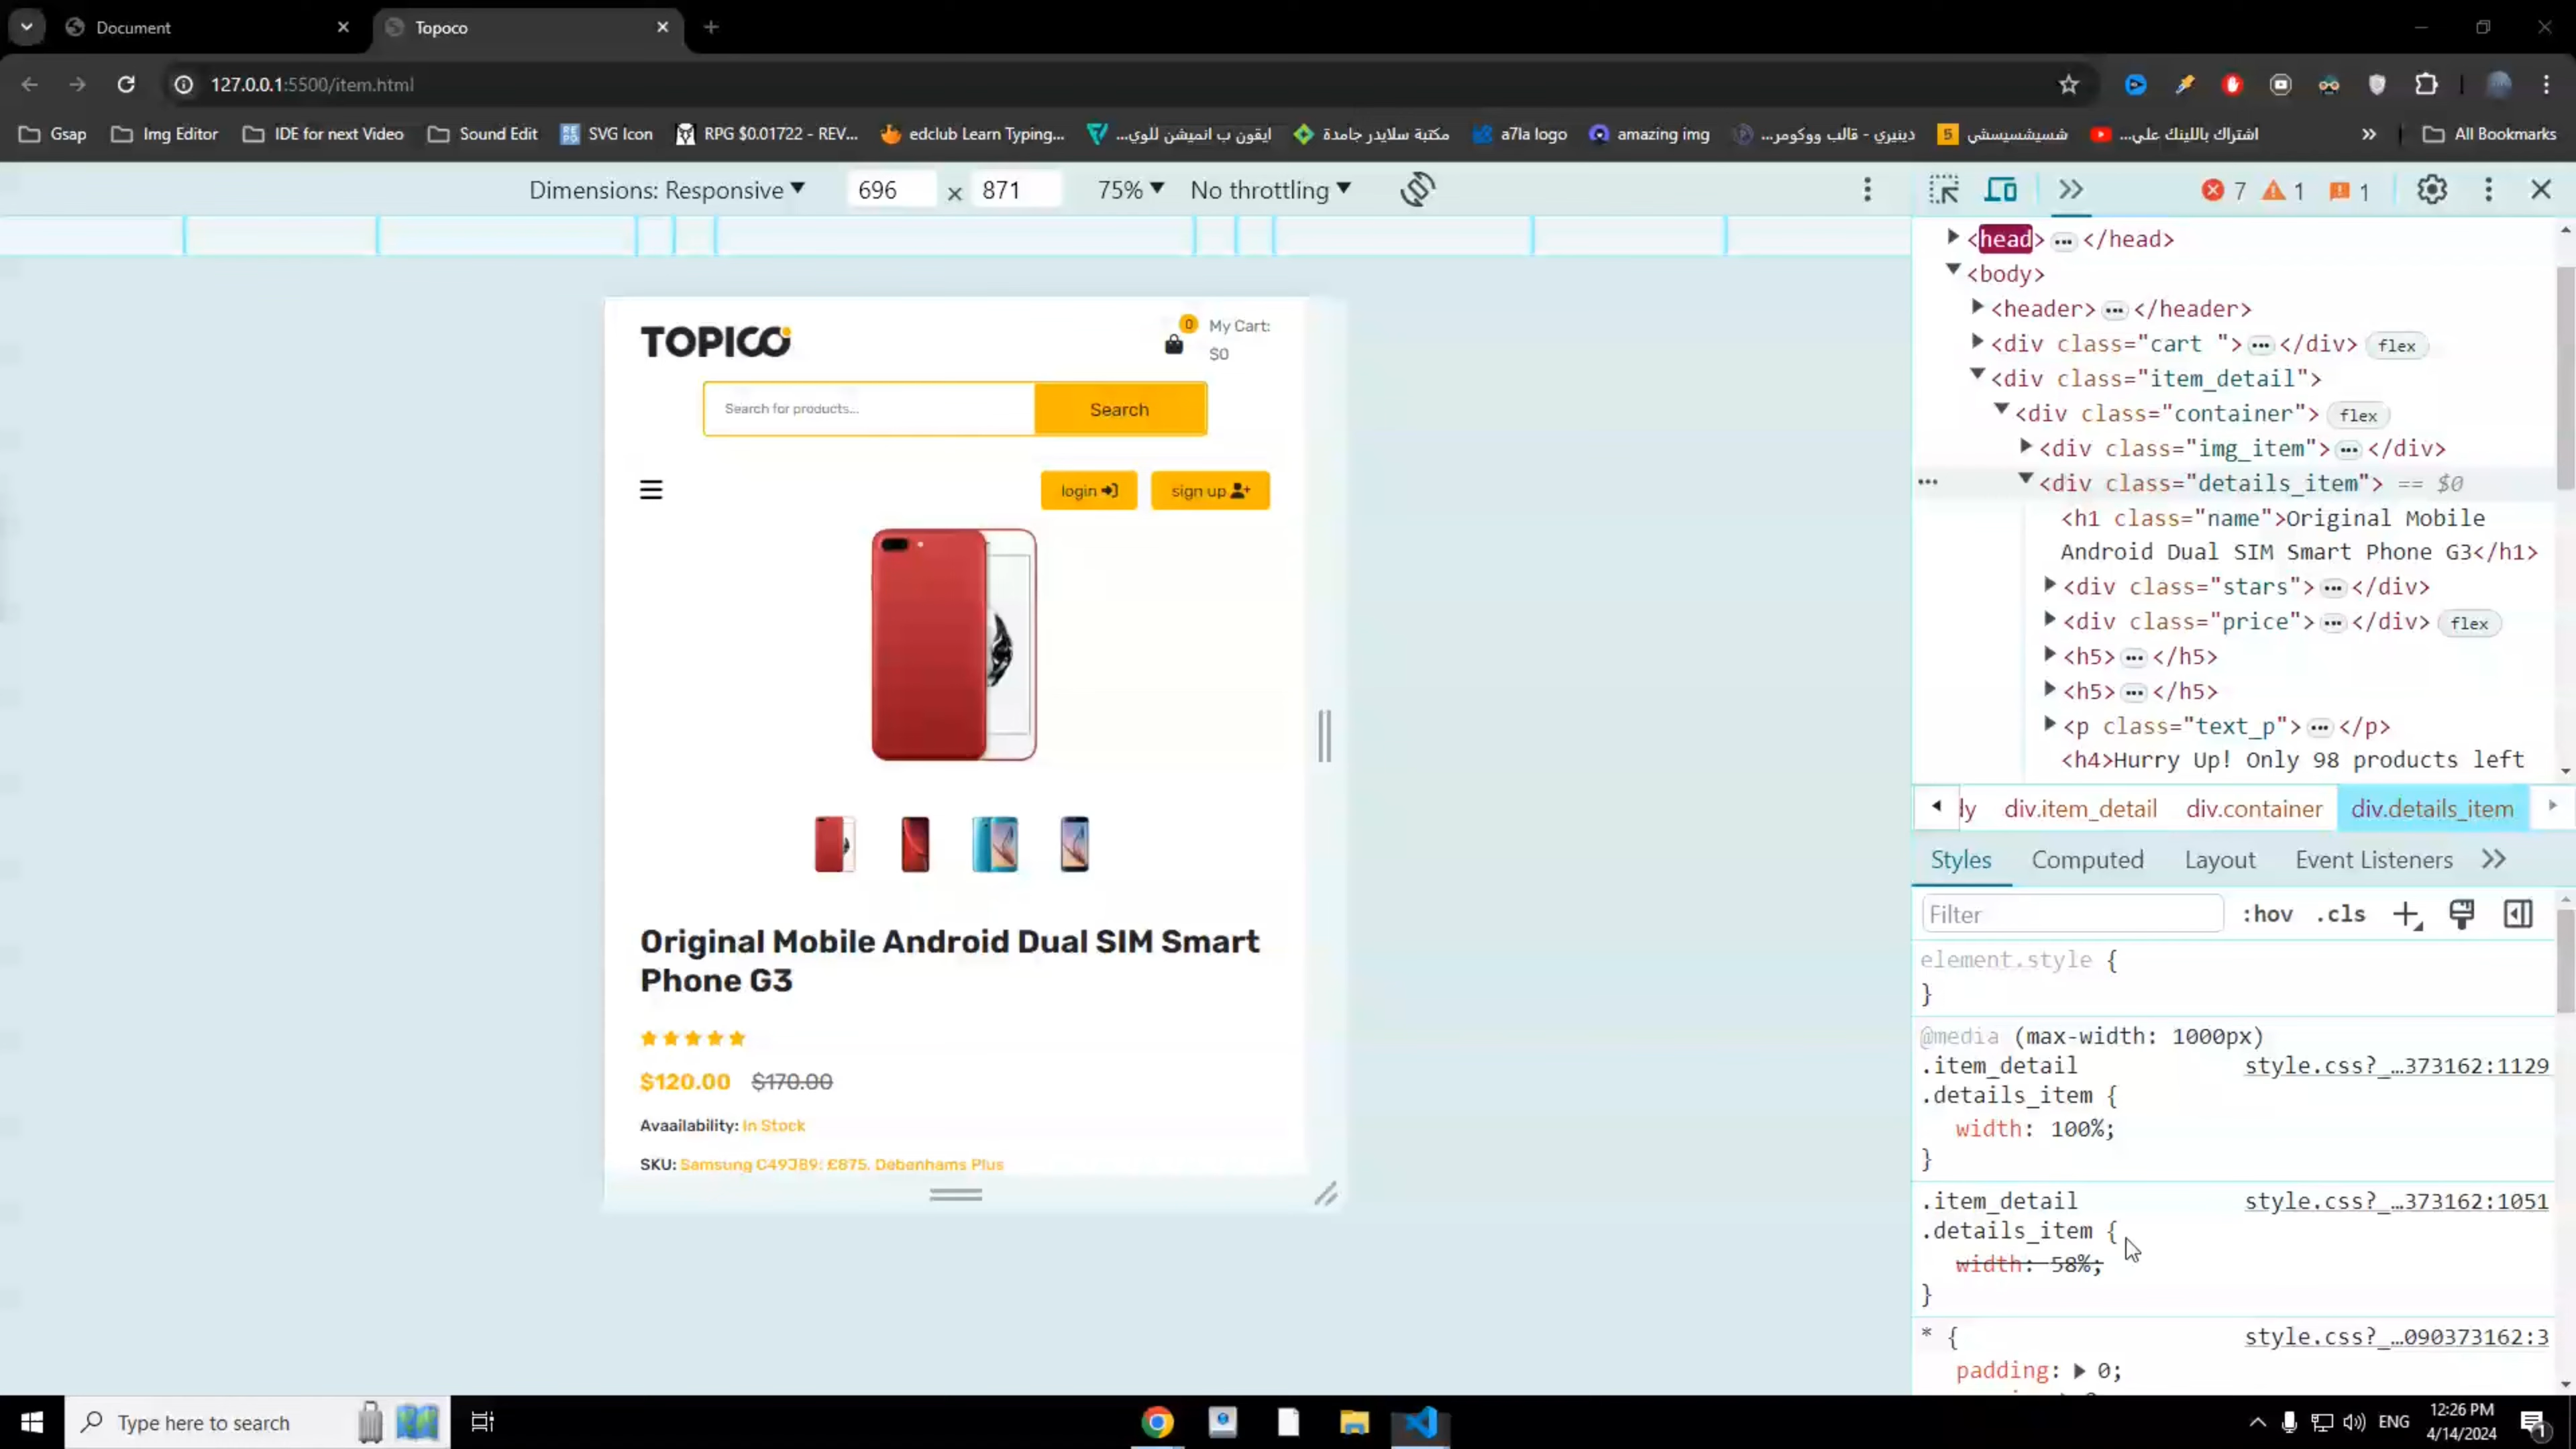 Document
Topoco
127.0.0.1:5500/item.html
Gsap
Img Editor
IDE for next Video
Sound Edit
SVG Icon
RPG $0.01722 - REV...
edclub Learn Typing...
ايقون ب انميشن للوي...
مكتبة سلايدر جامدة
a7la logo
amazing img
دينيري - قالب ووكومر...
شسيشسيسشي
اشتراك باللينك علي...
All Bookmarks
Dimensions: Responsive
696 x 871
75%
No throttling
7
1
1
<head> ... </head>
<body>
<header> ... </header>
<div class="cart "> ... </div> flex
<div class="item_detail">
<div class="container"> flex
<div class="img_item"> ... </div>
<div class="details_item"> == $0
<h1 class="name">Original Mobile
Android Dual SIM Smart Phone G3</h1>
<div class="stars"> ... </div>
<div class="price"> ... </div> flex
<h5> ... </h5>
<h5> ... </h5>
<p class="text_p"> ... </p>
<h4>Hurry Up! Only 98 products left
dy div.item_detail div.container div.details_item
Styles Computed Layout Event Listeners
Filter
:hov .cls
element.style {
}
@media (max-width: 1000px)
.item_detail style.css?_…373162:1129
.details_item {
width: 100%;
}
.item_detail style.css?_…373162:1051
.details_item {
width: 58%;
}
* { style.css?_…090373162:3
padding: 0;
TOPICO
0
My Cart:
$0
Search for products...
Search
login
sign up
Original Mobile Android Dual SIM Smart
Phone G3
$120.00 $170.00
Avaailability: In Stock
SKU: Samsung C49J89: £875, Debenhams Plus
Type here to search
ENG
12:26 PM
4/14/2024
1